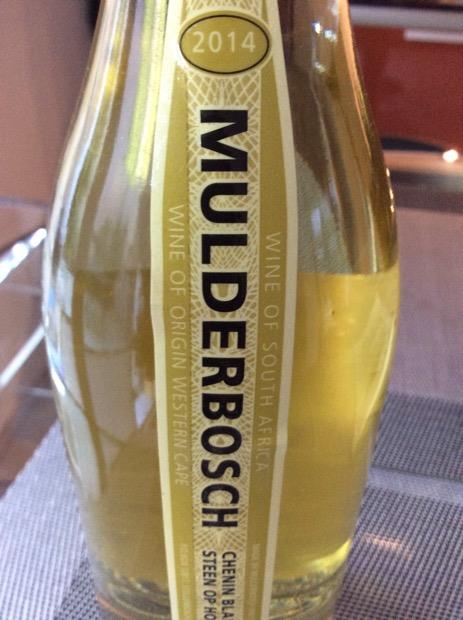 2014
MULDERBOSCH
WINE OF SOUTH AFRICA
WINE OF ORIGIN WESTERN CAPE
CHENIN BLA
STEEN OP HO